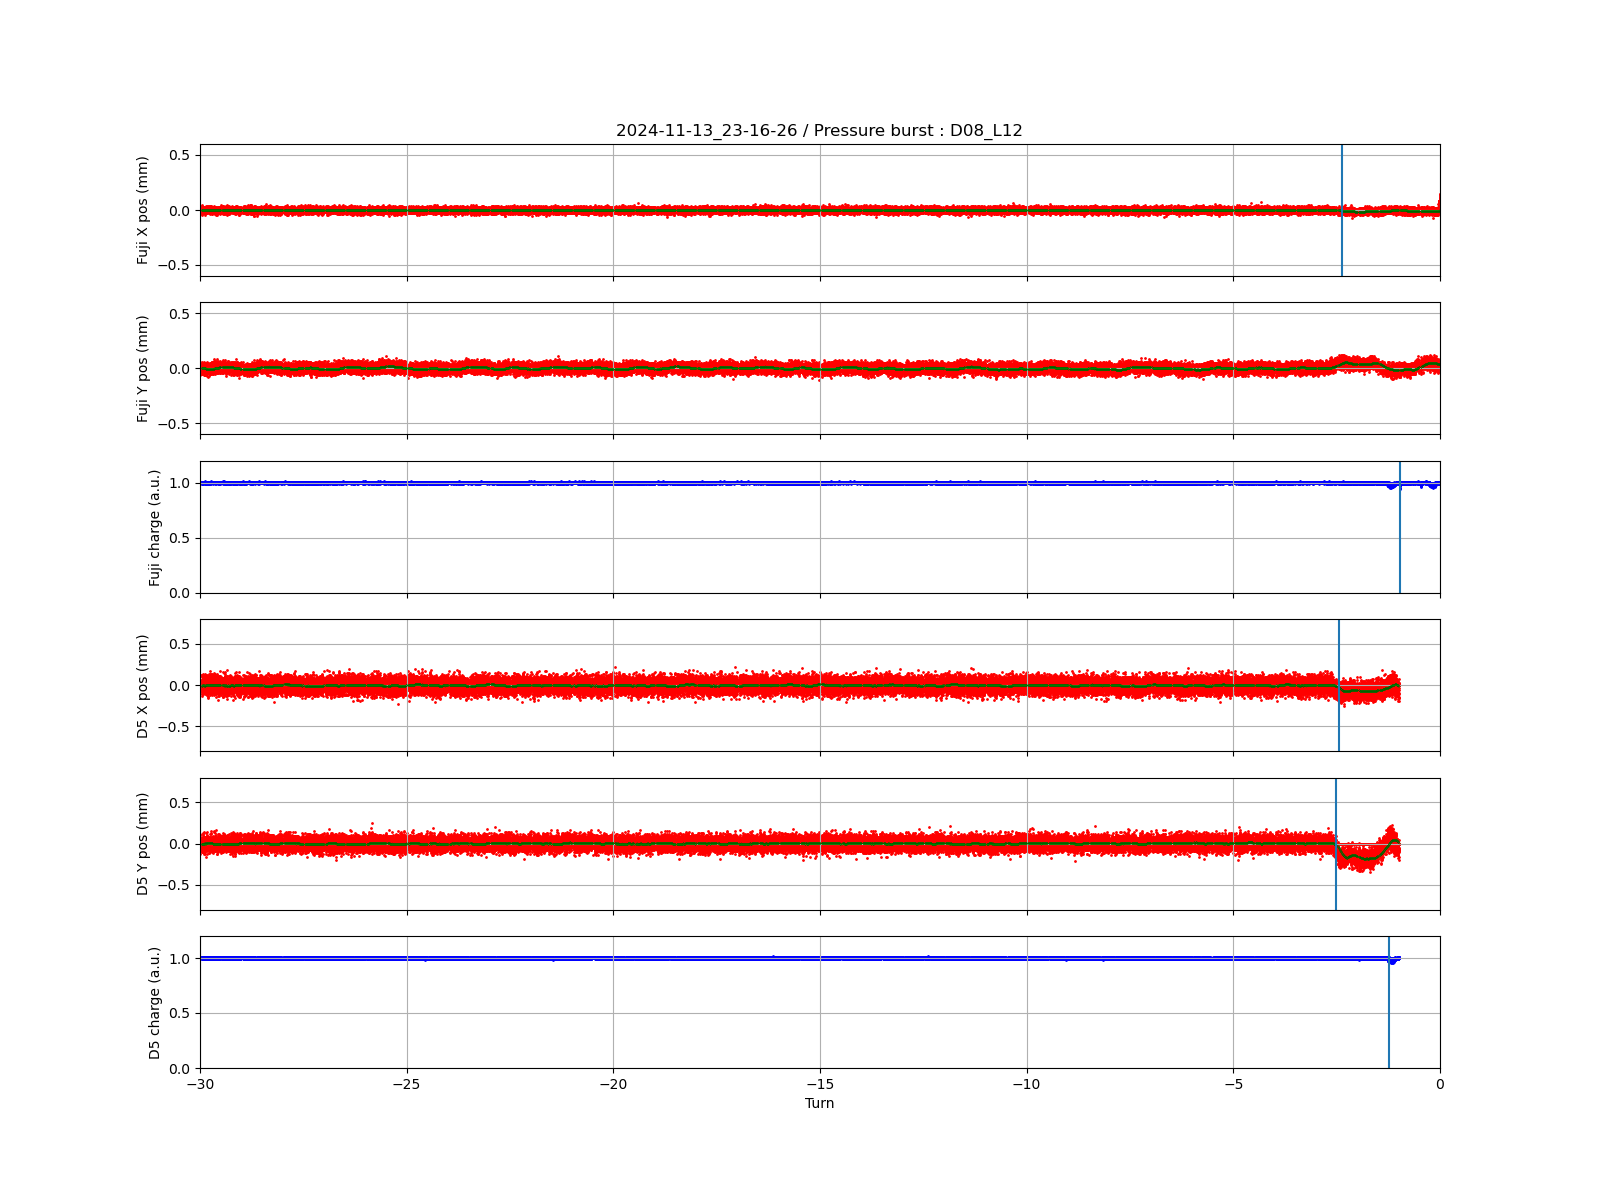 2024-11-13_23-16-26 / Pressure burst : D08_L12
Fuji X pos (mm)
0.5
0.0
−0.5
Fuji Y pos (mm)
0.5
0.0
−0.5
Fuji charge (a.u.)
1.0
0.5
0.0
D5 X pos (mm)
0.5
0.0
−0.5
D5 Y pos (mm)
0.5
0.0
−0.5
D5 charge (a.u.)
1.0
0.5
0.0
−30 −25 −20 −15 −10 −5 0
Turn